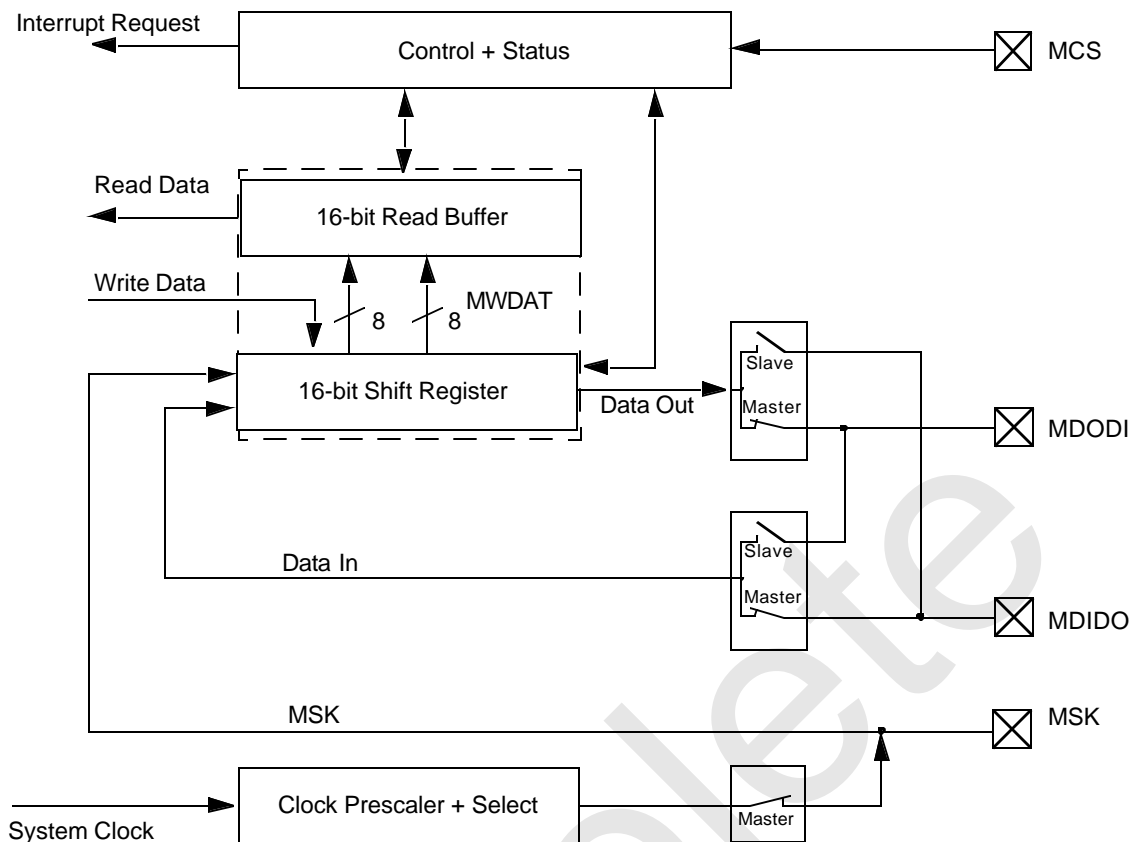 Interrupt Request
Control + Status
MCS
Read Data
16-bit Read Buffer
Write Data
MWDAT
8
8
16-bit Shift Register
Data Out
Slave
Master
MDODI
Data In
Slave
Master
MDIDO
MSK
MSK
Clock Prescaler + Select
Master
System Clock